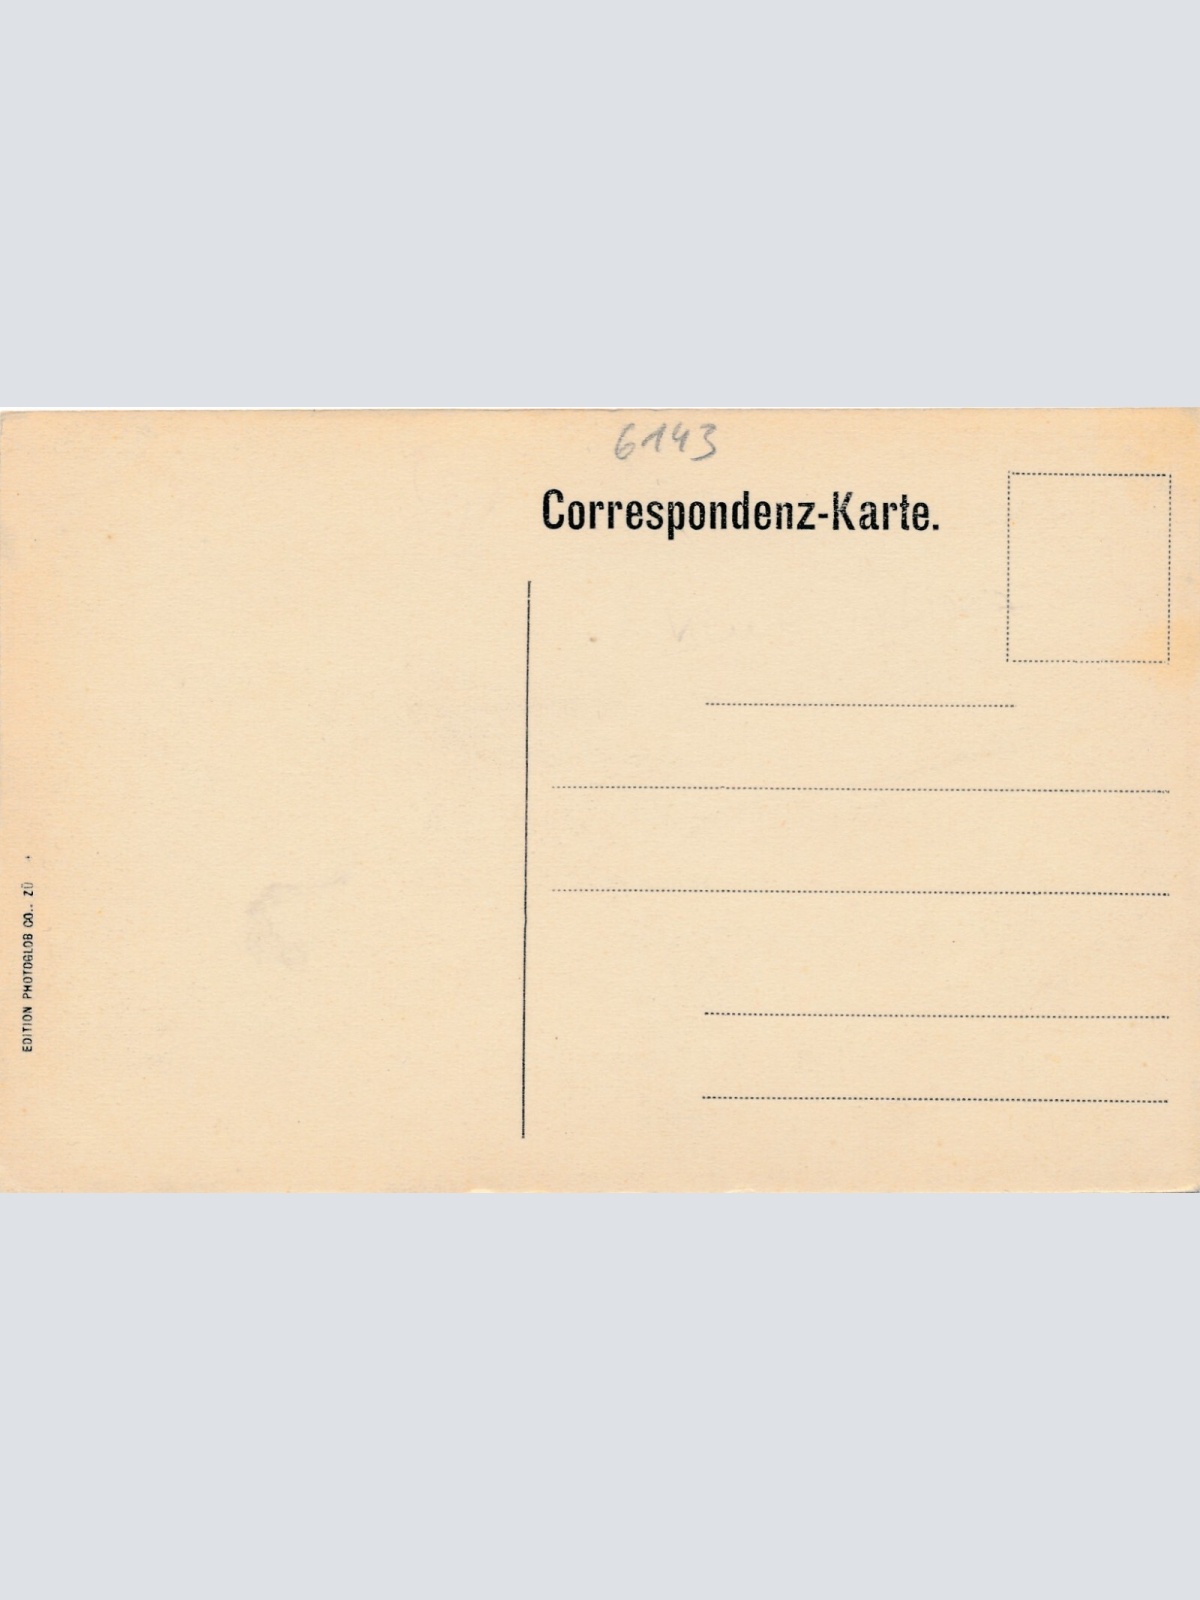 6143
Correspondenz-Karte.
EDITION PHOTOGLOB CO., ZÜ